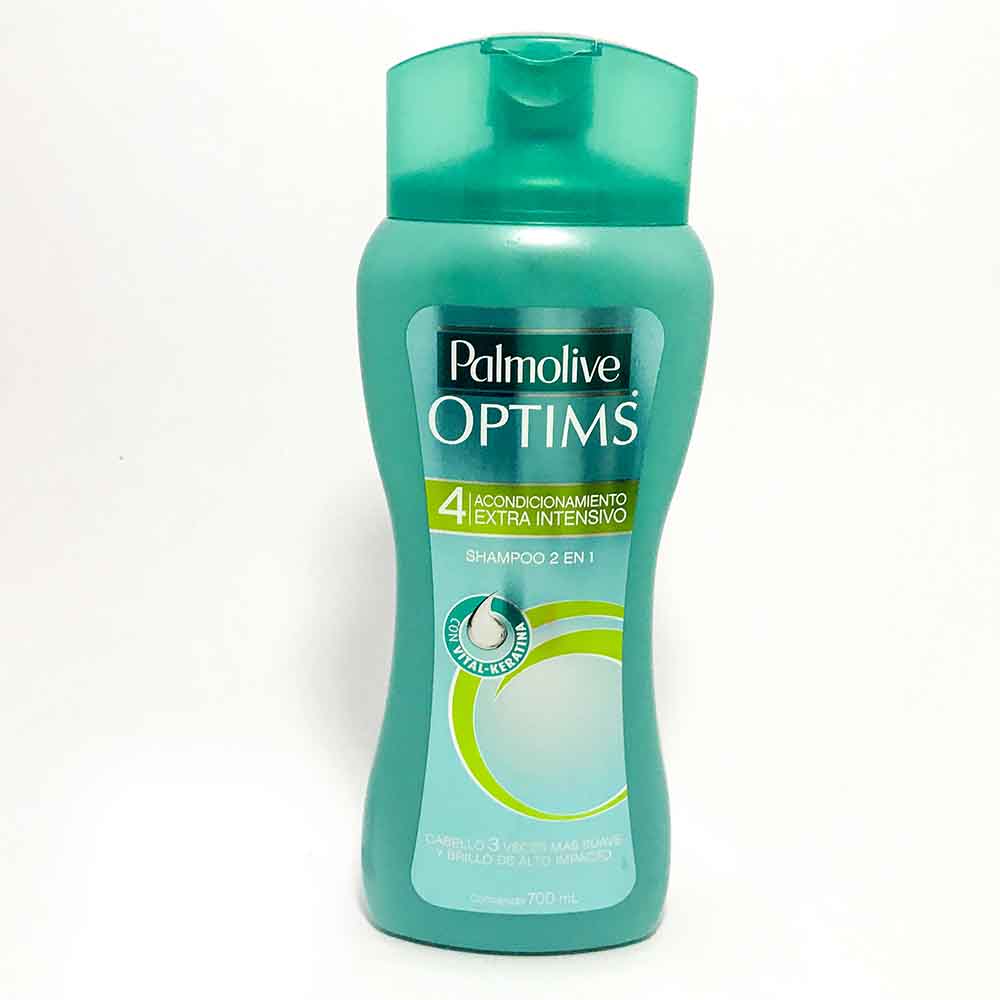 Palmolive
OPTIMS
4 ACONDICIONAMIENTO
EXTRA INTENSIVO
SHAMPOO 2 EN 1
CON VITAL-KERATINA
CABELLO 3 VECES MAS SUAVE
Y BRILLO DE ALTO IMPACTO
Contenido 700 mL